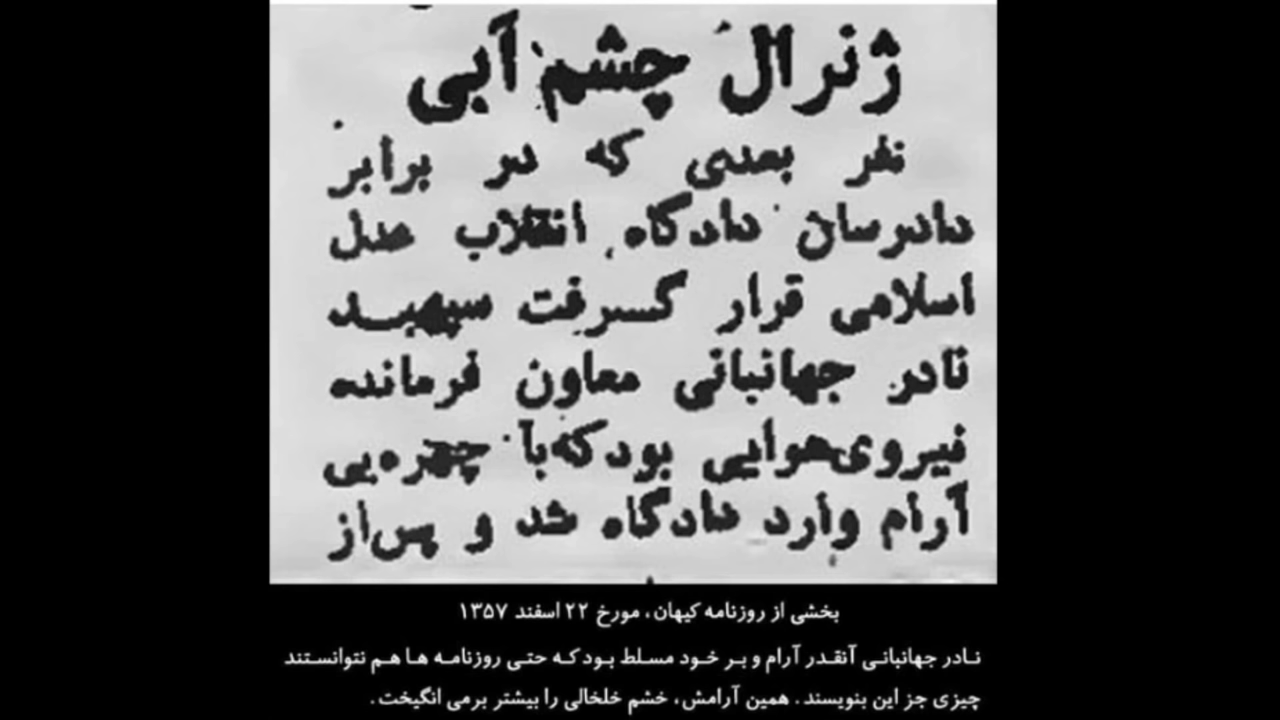 ژنرال چشم آبی
نفر بعدی که در برابر
دادرسان دادگاه انقلاب عدل
اسلامی قرار گرفت سپهبد
نادر جهانبانی معاون فرمانده
نیروی‌هوایی بود که با چهره‌یی
آرام وارد دادگاه شد و پس‌از
بخشی از روزنامه کیهان، مورخ ۲۲ اسفند ۱۳۵۷
نادر جهانبانی آنقدر آرام و بر خود مسلط بود که حتی روزنامه ها هم نتوانستند
چیزی جز این بنویسند. همین آرامش، خشم خلخالی را بیشتر برمی انگیخت.